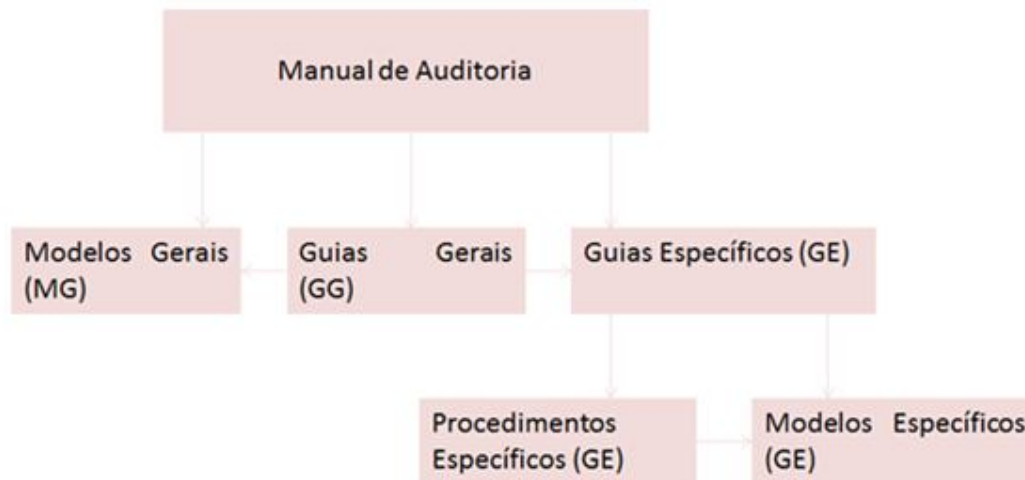 Manual de Auditoria
Modelos Gerais
(MG)
Guias Gerais
(GG)
Guias Específicos (GE)
Procedimentos
Específicos (GE)
Modelos Específicos
(GE)